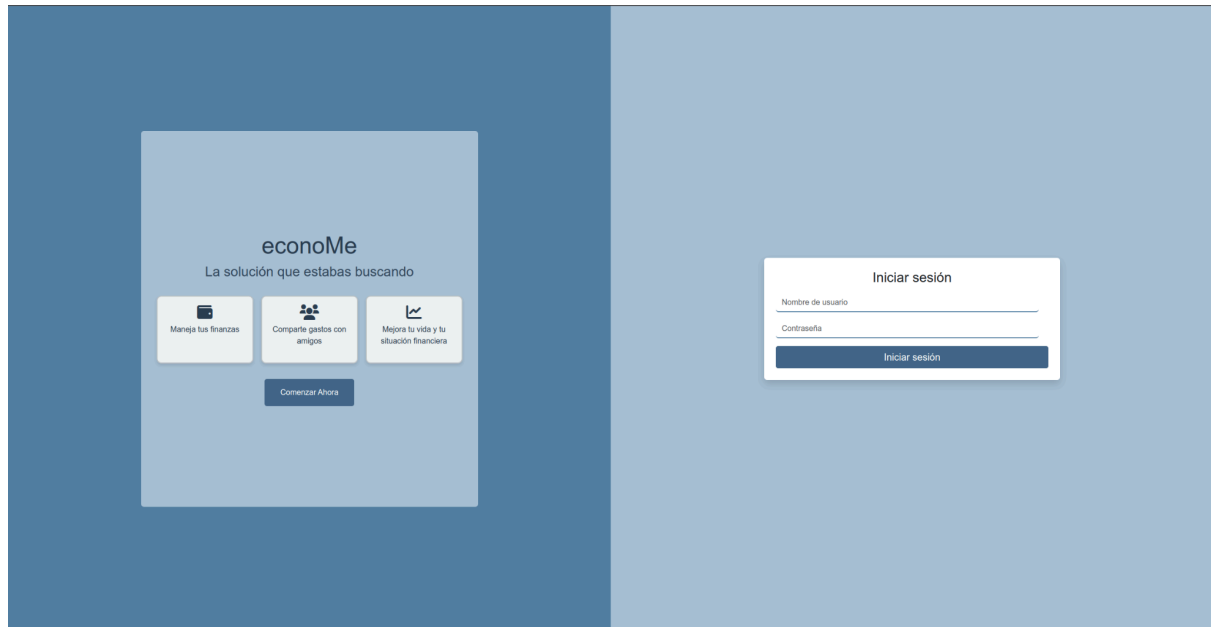 econoMe
La solución que estabas buscando
Maneja tus finanzas
Comparte gastos con
amigos
Mejora tu vida y tu
situación financiera
Comenzar Ahora
Iniciar sesión
Nombre de usuario
Contraseña
Iniciar sesión